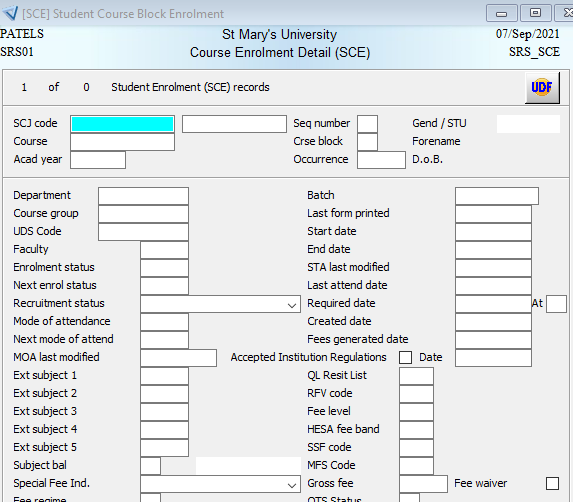 [SCE] Student Course Block Enrolment
PATELS St Mary's University 07/Sep/2021
SRS01 Course Enrolment Detail (SCE) SRS_SCE
1 of 0 Student Enrolment (SCE) records UDF
SCJ code Seq number Gend / STU
Course Crse block Forename
Acad year Occurrence D.o.B.
Department Batch
Course group Last form printed
UDS Code Start date
Faculty End date
Enrolment status STA last modified
Next enrol status Last attend date
Recruitment status Required date At
Mode of attendance Created date
Next mode of attend Fees generated date
MOA last modified Accepted Institution Regulations Date
Ext subject 1 QL Resit List
Ext subject 2 RFV code
Ext subject 3 Fee level
Ext subject 4 HESA fee band
Ext subject 5 SSF code
Subject bal MFS Code
Special Fee Ind. Gross fee Fee waiver
Fee regime OTS Status